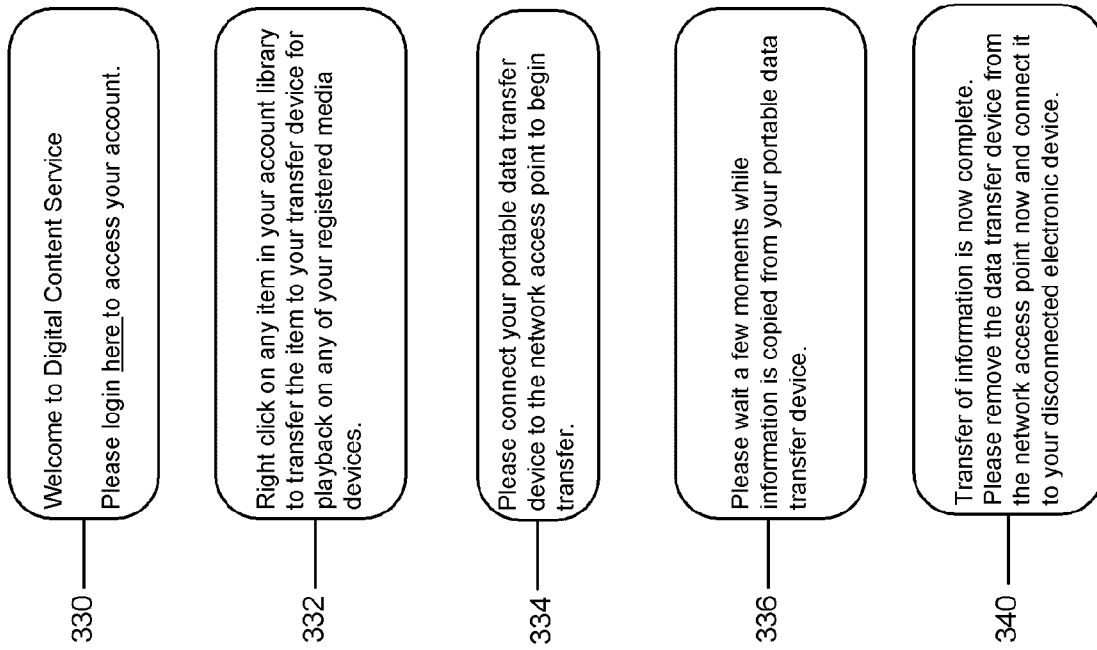 330
Welcome to Digital Content Service
Please login here to access your account.
332
Right click on any item in your account library
to transfer the item to your transfer device for
playback on any of your registered media
devices.
334
Please connect your portable data transfer
device to the network access point to begin
transfer.
336
Please wait a few moments while
information is copied from your portable data
transfer device.
340
Transfer of information is now complete.
Please remove the data transfer device from
the network access point now and connect it
to your disconnected electronic device.